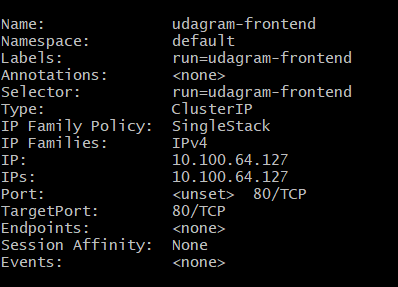 Name: udagram-frontend
Namespace: default
Labels: run=udagram-frontend
Annotations: <none>
Selector: run=udagram-frontend
Type: ClusterIP
IP Family Policy: SingleStack
IP Families: IPv4
IP: 10.100.64.127
IPs: 10.100.64.127
Port: <unset> 80/TCP
TargetPort: 80/TCP
Endpoints: <none>
Session Affinity: None
Events: <none>